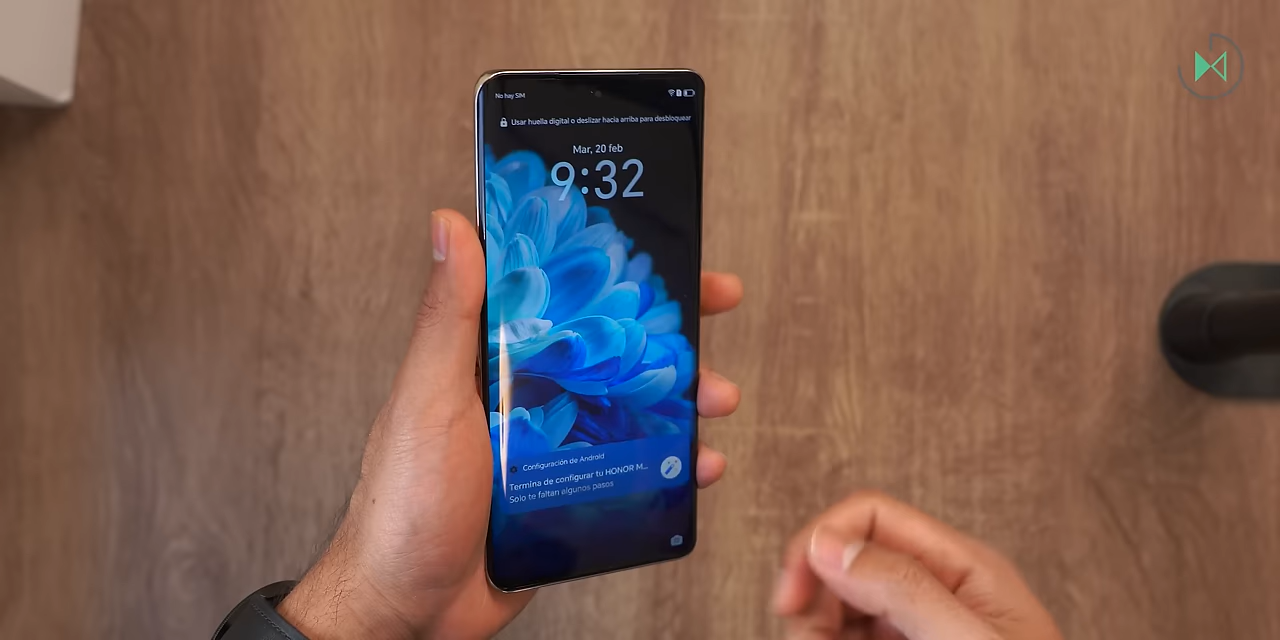 No hay SIM
Usar huella digital o deslizar hacia arriba para desbloquear
Mar, 20 feb
9:32
Configuración de Android
Termina de configurar tu HONOR M...
Solo te faltan algunos pasos